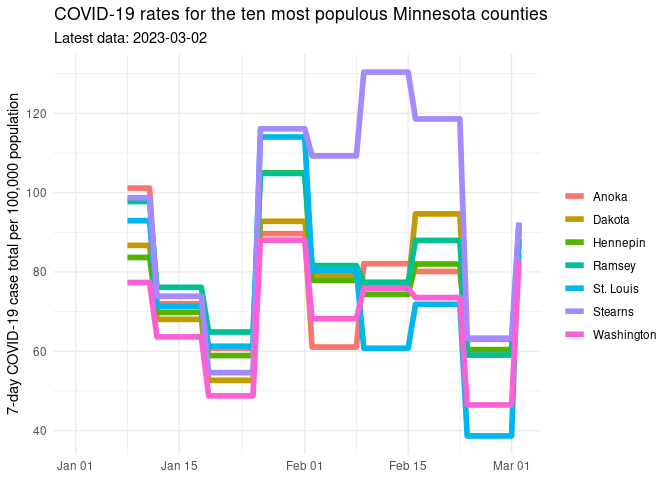 COVID-19 rates for the ten most populous Minnesota counties
Latest data: 2023-03-02
7-day COVID-19 case total per 100,000 population
120
100
80
60
40
Jan 01
Jan 15
Feb 01
Feb 15
Mar 01
Anoka
Dakota
Hennepin
Ramsey
St. Louis
Stearns
Washington